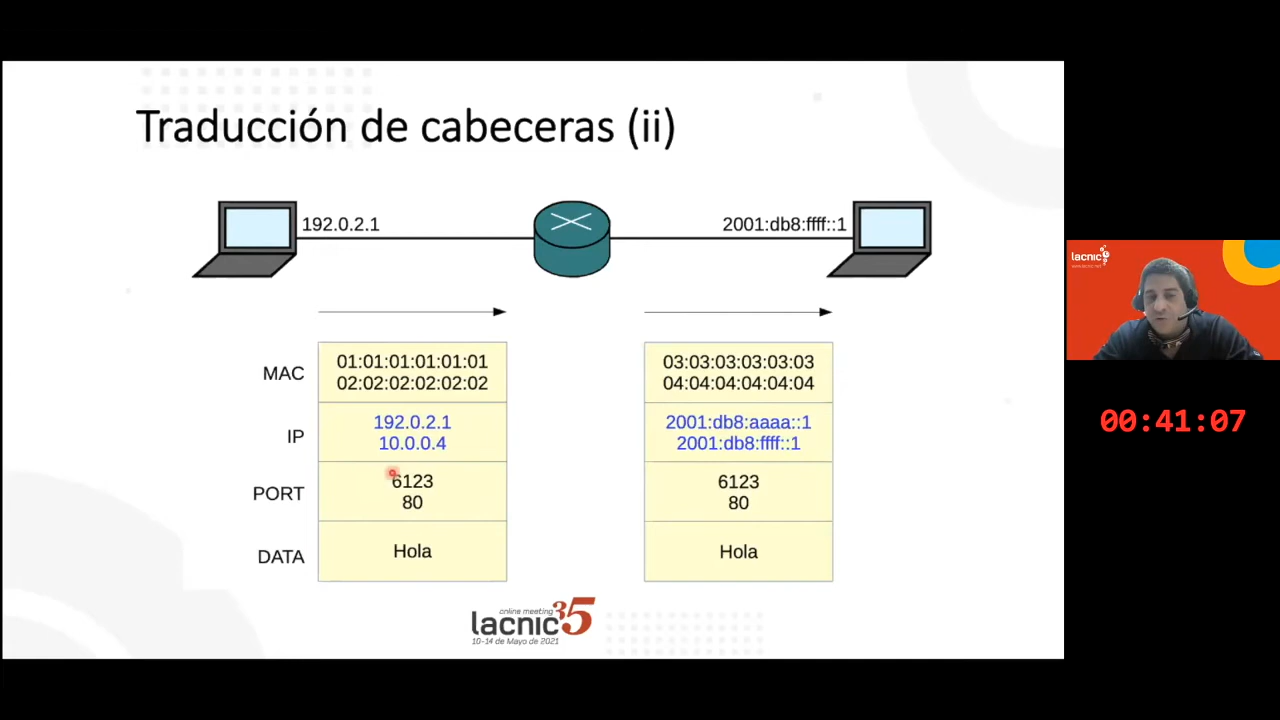 Traducción de cabeceras (ii)
192.0.2.1
2001:db8:ffff::1
MAC
01:01:01:01:01:01
02:02:02:02:02:02
03:03:03:03:03:03
04:04:04:04:04:04
IP
192.0.2.1
10.0.0.4
2001:db8:aaaa::1
2001:db8:ffff::1
PORT
6123
80
6123
80
DATA
Hola
Hola
online meeting
lacnic35
10-14 de Mayo de 2021
lacnic
www.lacnic.net
00:41:07